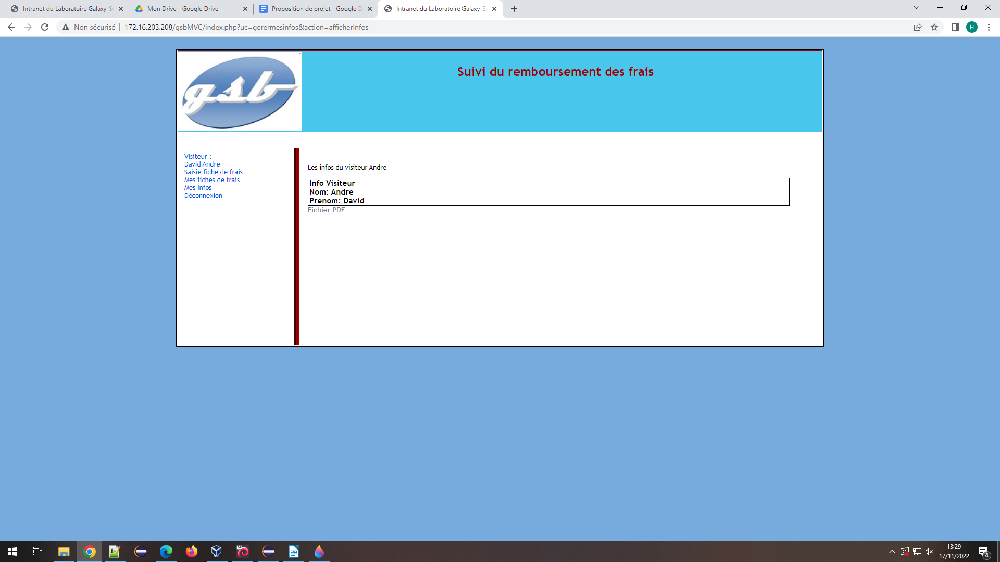 Intranet du Laboratoire Galaxy-S
Mon Drive - Google Drive
Proposition de projet - Google D
Intranet du Laboratoire Galaxy-S
Non sécurisé
172.16.203.208/gsbMVC/index.php?uc=gerermesinfos&action=afficherInfos
H
gsb
Suivi du remboursement des frais
Visiteur :
David Andre
Saisie fiche de frais
Mes fiches de frais
Mes Infos
Déconnexion
Les infos du visiteur Andre
Info Visiteur
Nom: Andre
Prenom: David
Fichier PDF
13:29
17/11/2022
4